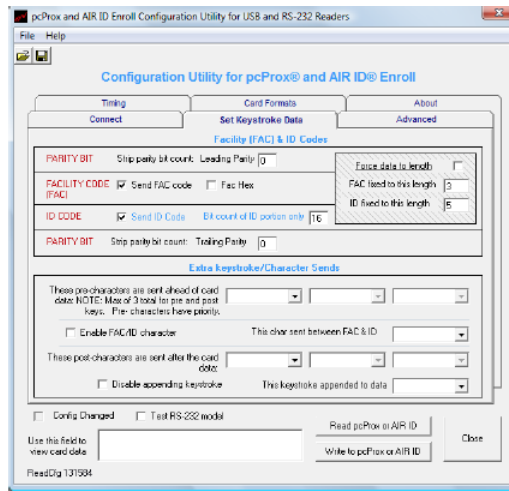 pcProx and AIR ID Enroll Configuration Utility for USB and RS-232 Readers
File Help
Configuration Utility for pcProx® and AIR ID® Enroll
Timing Card Formats About
Connect Set Keystroke Data Advanced
Facility (FAC) & ID Codes
PARITY BIT Strip parity bit count: Leading Parity 0
Force data to length
FACILITY CODE (FAC) Send FAC code Fac Hex
FAC fixed to this length 3
ID fixed to this length 5
ID CODE Send ID Code Bit count of ID portion only 16
PARITY BIT Strip parity bit count: Trailing Parity 0
Extra keystroke/Character Sends
These pre-characters are sent ahead of card
data: NOTE: Max of 3 total for pre and post
keys. Pre- characters have priority.
Enable FAC/ID character This char sent between FAC & ID
These post-characters are sent after the card
data:
Disable appending keystroke This keystroke appended to data
Config Changed Test RS-232 model
Read pcProx or AIR ID
Use this field to
view card data
Write to pcProx or AIR ID
Close
ReadCfg 131584